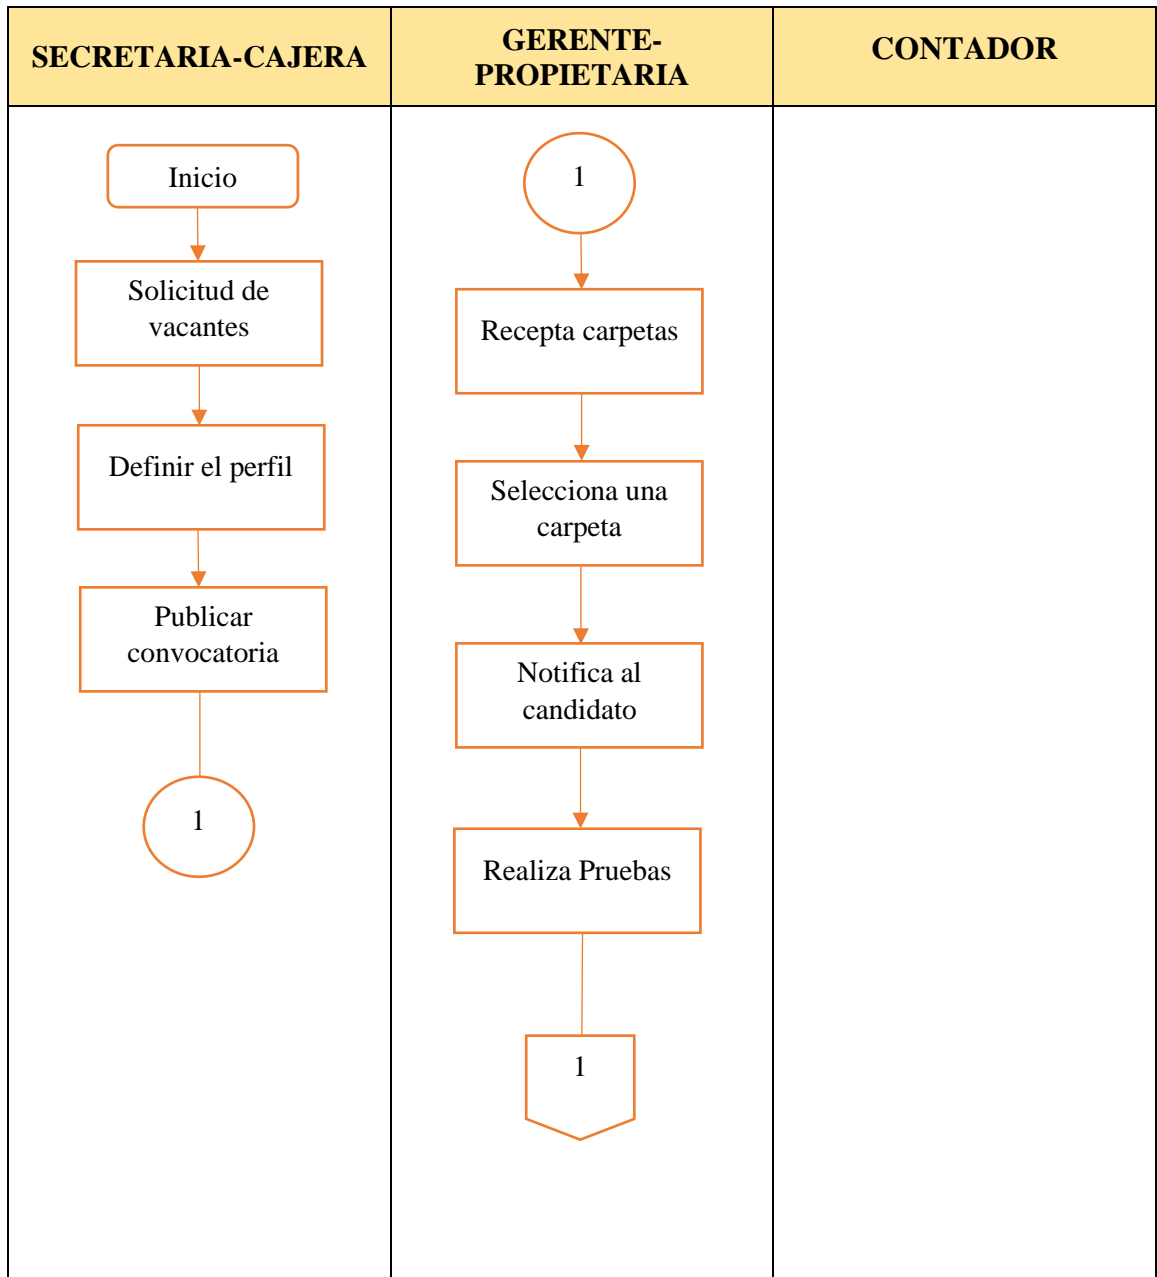 SECRETARIA-CAJERA
GERENTE-
PROPIETARIA
CONTADOR
Inicio
Solicitud de
vacantes
Definir el perfil
Publicar
convocatoria
1
1
Recepta carpetas
Selecciona una
carpeta
Notifica al
candidato
Realiza Pruebas
1